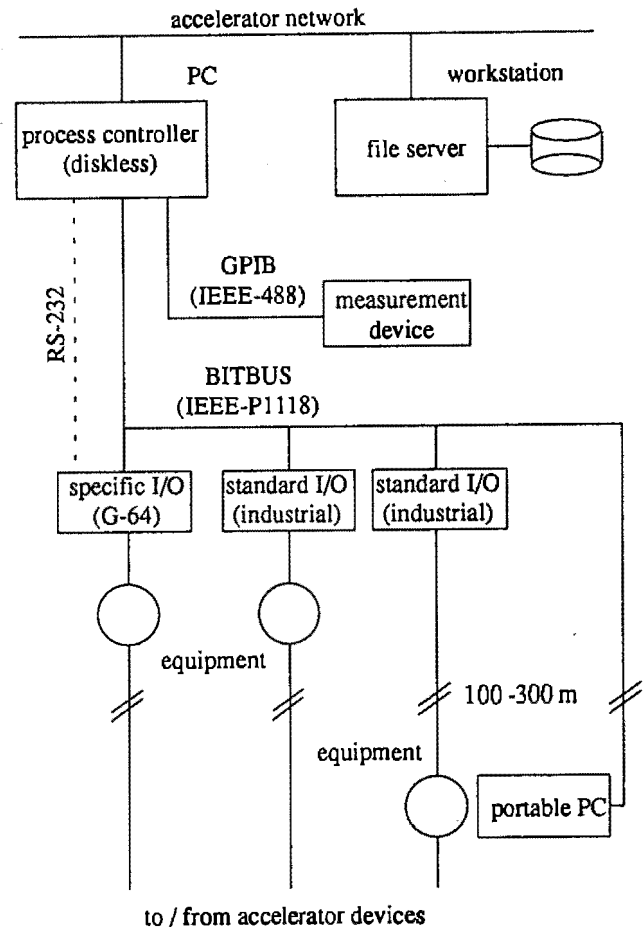 accelerator network
PC
workstation
process controller
(diskless)
file server
RS-232
GPIB
(IEEE-488)
measurement
device
BITBUS
(IEEE-P1118)
specific I/O
(G-64)
standard I/O
(industrial)
standard I/O
(industrial)
equipment
100 -300 m
equipment
portable PC
to / from accelerator devices